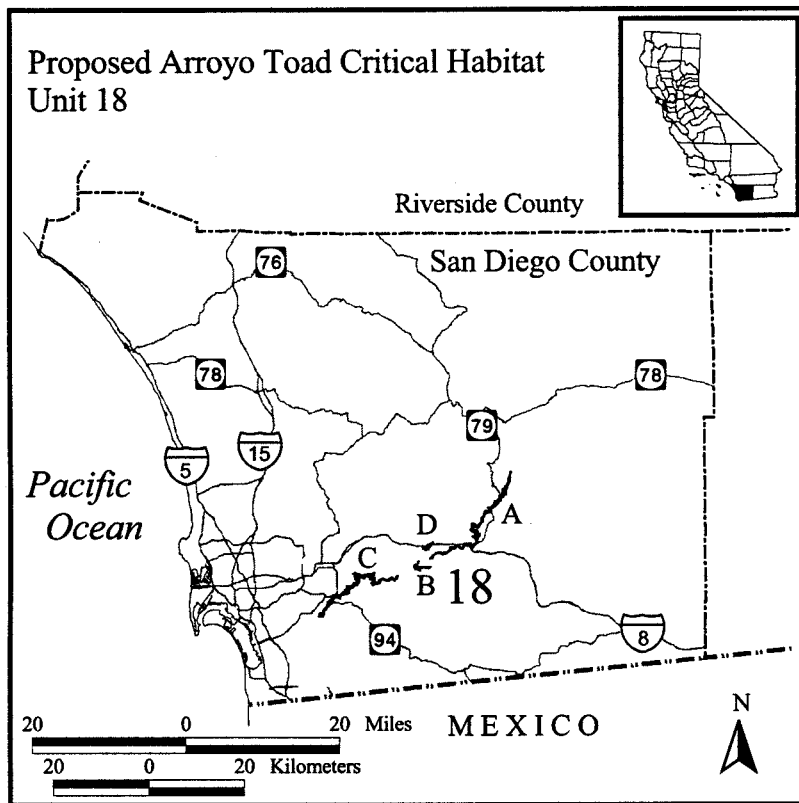 Proposed Arroyo Toad Critical Habitat
Unit 18
Riverside County
San Diego County
76
78
78
79
5
15
Pacific
Ocean
A
D
C
B
18
94
8
MEXICO
N
20 0 20 Miles
20 0 20 Kilometers